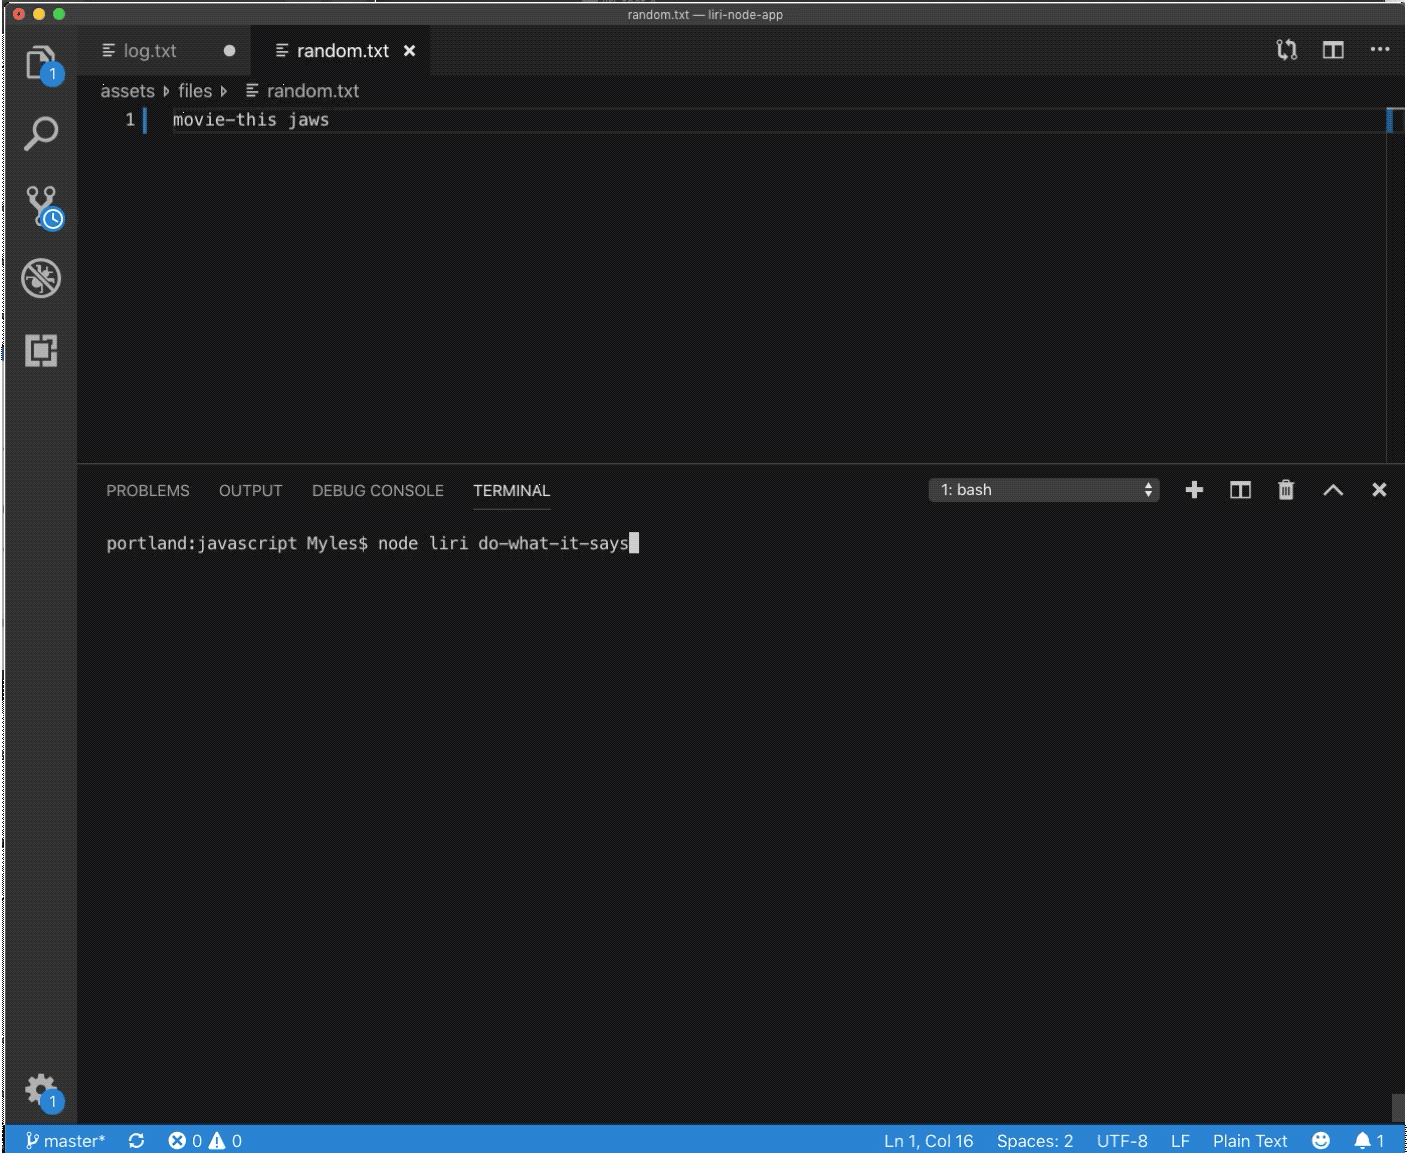 random.txt — liri-node-app
log.txt random.txt
assets files random.txt
1 movie-this jaws
1
PROBLEMS OUTPUT DEBUG CONSOLE TERMINAL 1: bash
portland:javascript Myles$ node liri do-what-it-says
1
master* 0 0 Ln 1, Col 16 Spaces: 2 UTF-8 LF Plain Text 1